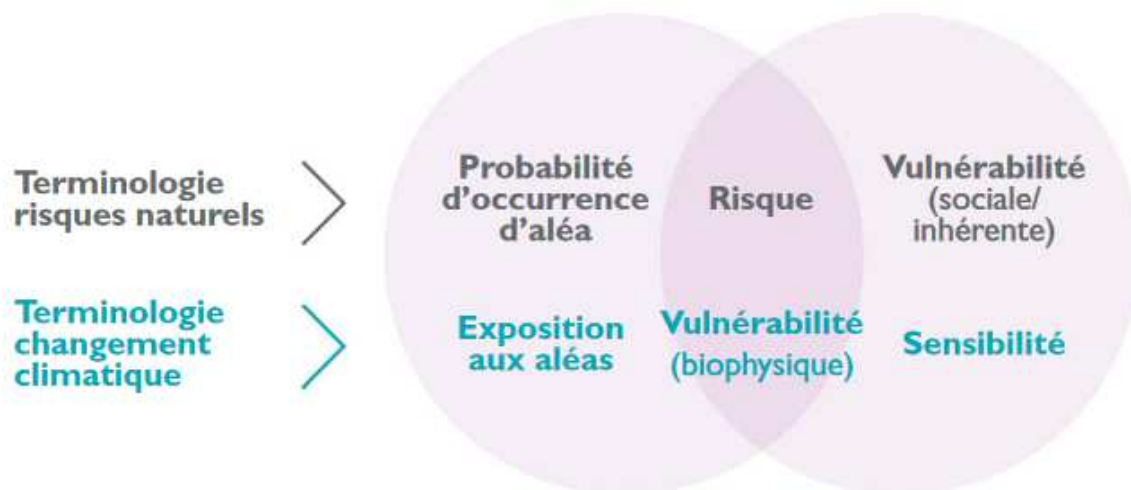 Terminologie
risques naturels
Probabilité
d'occurrence
d'aléa
Risque
Vulnérabilité
(sociale/
inhérente)
Terminologie
changement
climatique
Exposition
aux aléas
Vulnérabilité
(biophysique)
Sensibilité